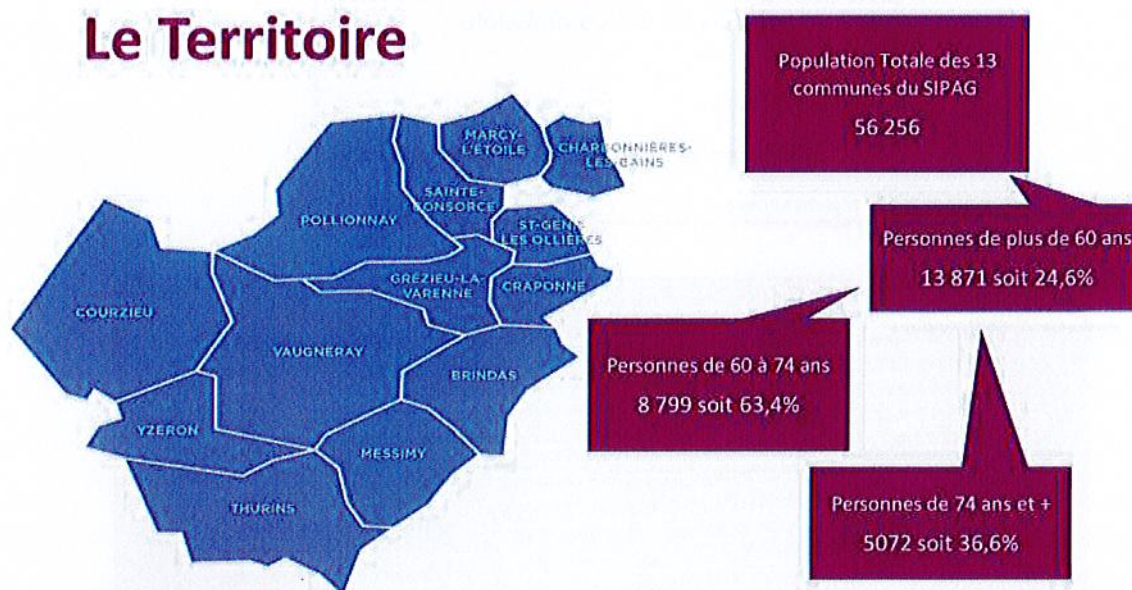 Le Territoire
Population Totale des 13
communes du SIPAG
56 256
MARCY-
L'ÉTOILE
CHARBONNIÈRES-
LES-BAINS
SAINTE-
CONSORCE
POLLIONNAY
ST-GENIS
LES OLLIÈRES
Personnes de plus de 60 ans
13 871 soit 24,6%
GRÉZIEU-LA-
VARENNE
CRAPONNE
COURZIEU
VAUGNERAY
BRINDAS
Personnes de 60 à 74 ans
8 799 soit 63,4%
YZERON
MESSIMY
THURINS
Personnes de 74 ans et +
5072 soit 36,6%